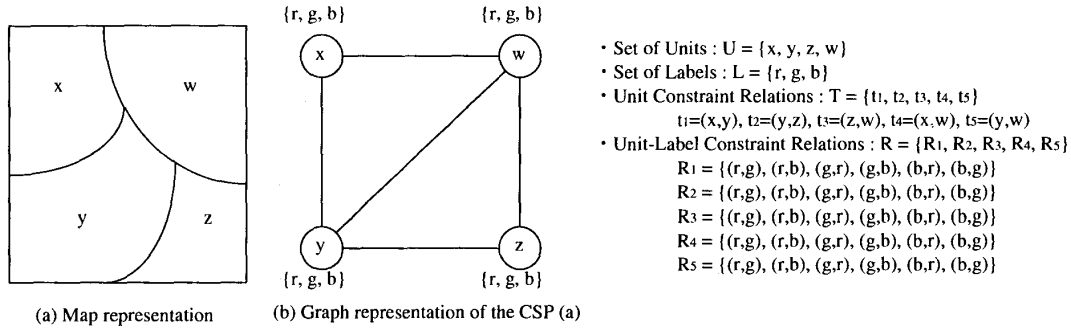 x
w
y
z
(a) Map representation
{r, g, b}
{r, g, b}
x
w
y
z
{r, g, b}
{r, g, b}
(b) Graph representation of the CSP (a)
• Set of Units : U = {x, y, z, w}
• Set of Labels : L = {r, g, b}
• Unit Constraint Relations : T = {t1, t2, t3, t4, t5}
t1=(x,y), t2=(y,z), t3=(z,w), t4=(x,w), t5=(y,w)
• Unit-Label Constraint Relations : R = {R1, R2, R3, R4, R5}
R1 = {(r,g), (r,b), (g,r), (g,b), (b,r), (b,g)}
R2 = {(r,g), (r,b), (g,r), (g,b), (b,r), (b,g)}
R3 = {(r,g), (r,b), (g,r), (g,b), (b,r), (b,g)}
R4 = {(r,g), (r,b), (g,r), (g,b), (b,r), (b,g)}
R5 = {(r,g), (r,b), (g,r), (g,b), (b,r), (b,g)}